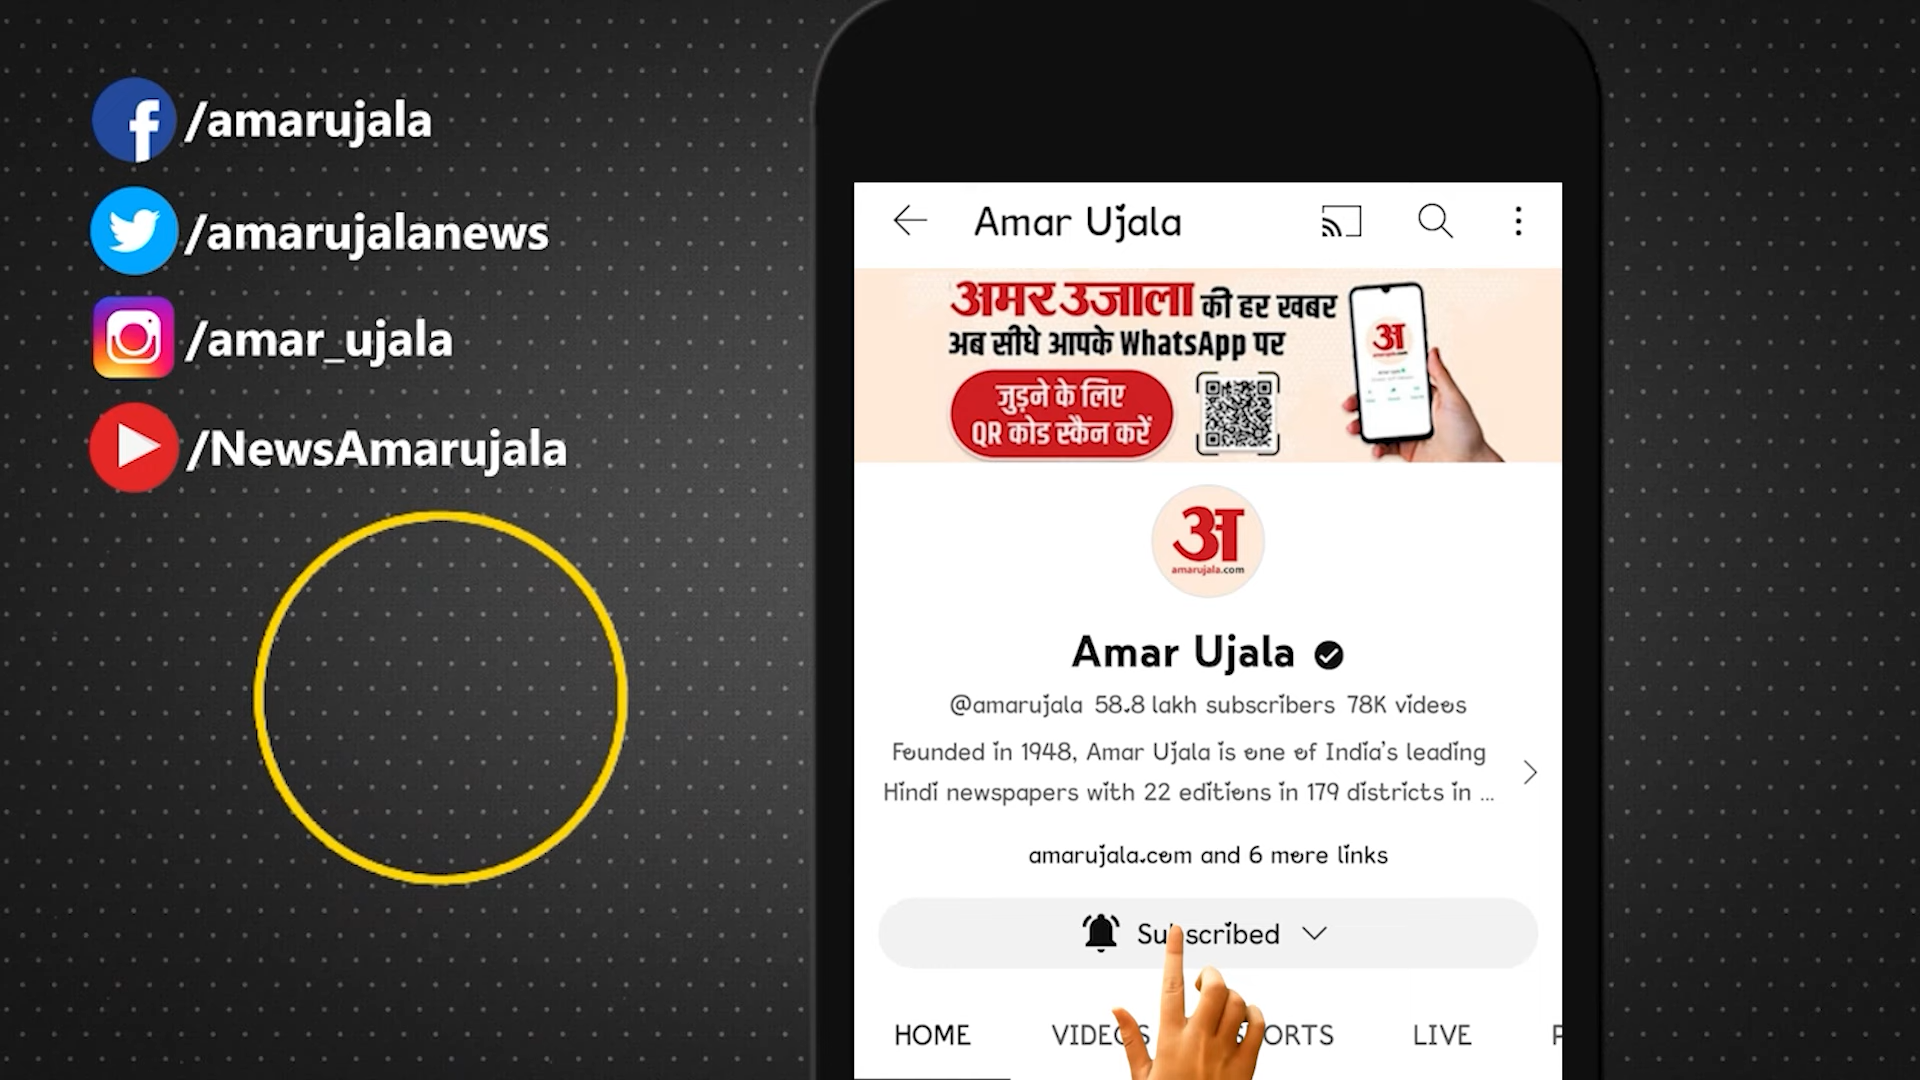 /amarujala
/amarujalanews
/amar_ujala
/NewsAmarujala
Amar Ujala
अमर उजाला की हर खबर
अब सीधे आपके WhatsApp पर
जुड़ने के लिए
QR कोड स्कैन करें
अ
amarujala.com
Amar Ujala
@amarujala 58.8 lakh subscribers 78K videos
Founded in 1948, Amar Ujala is one of India's leading
Hindi newspapers with 22 editions in 179 districts in ...
amarujala.com and 6 more links
Subscribed
HOME VIDEOS SHORTS LIVE